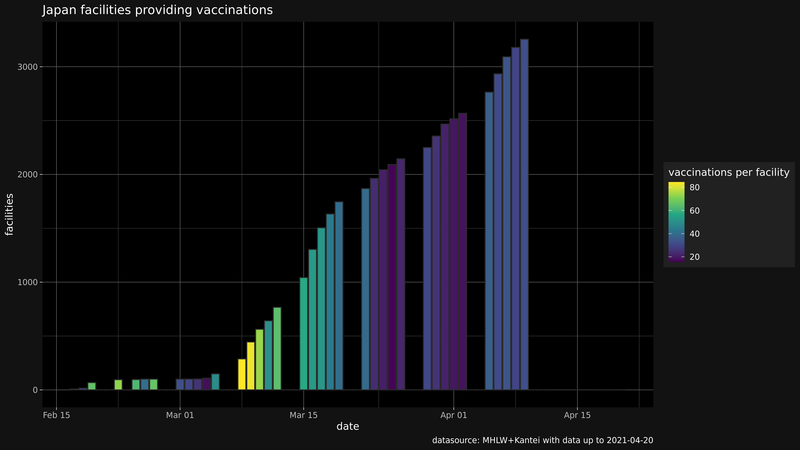 Japan facilities providing vaccinations
facilities
3000
2000
1000
0
Feb 15
Mar 01
Mar 15
Apr 01
Apr 15
date
vaccinations per facility
80
60
40
20
datasource: MHLW+Kantei with data up to 2021-04-20